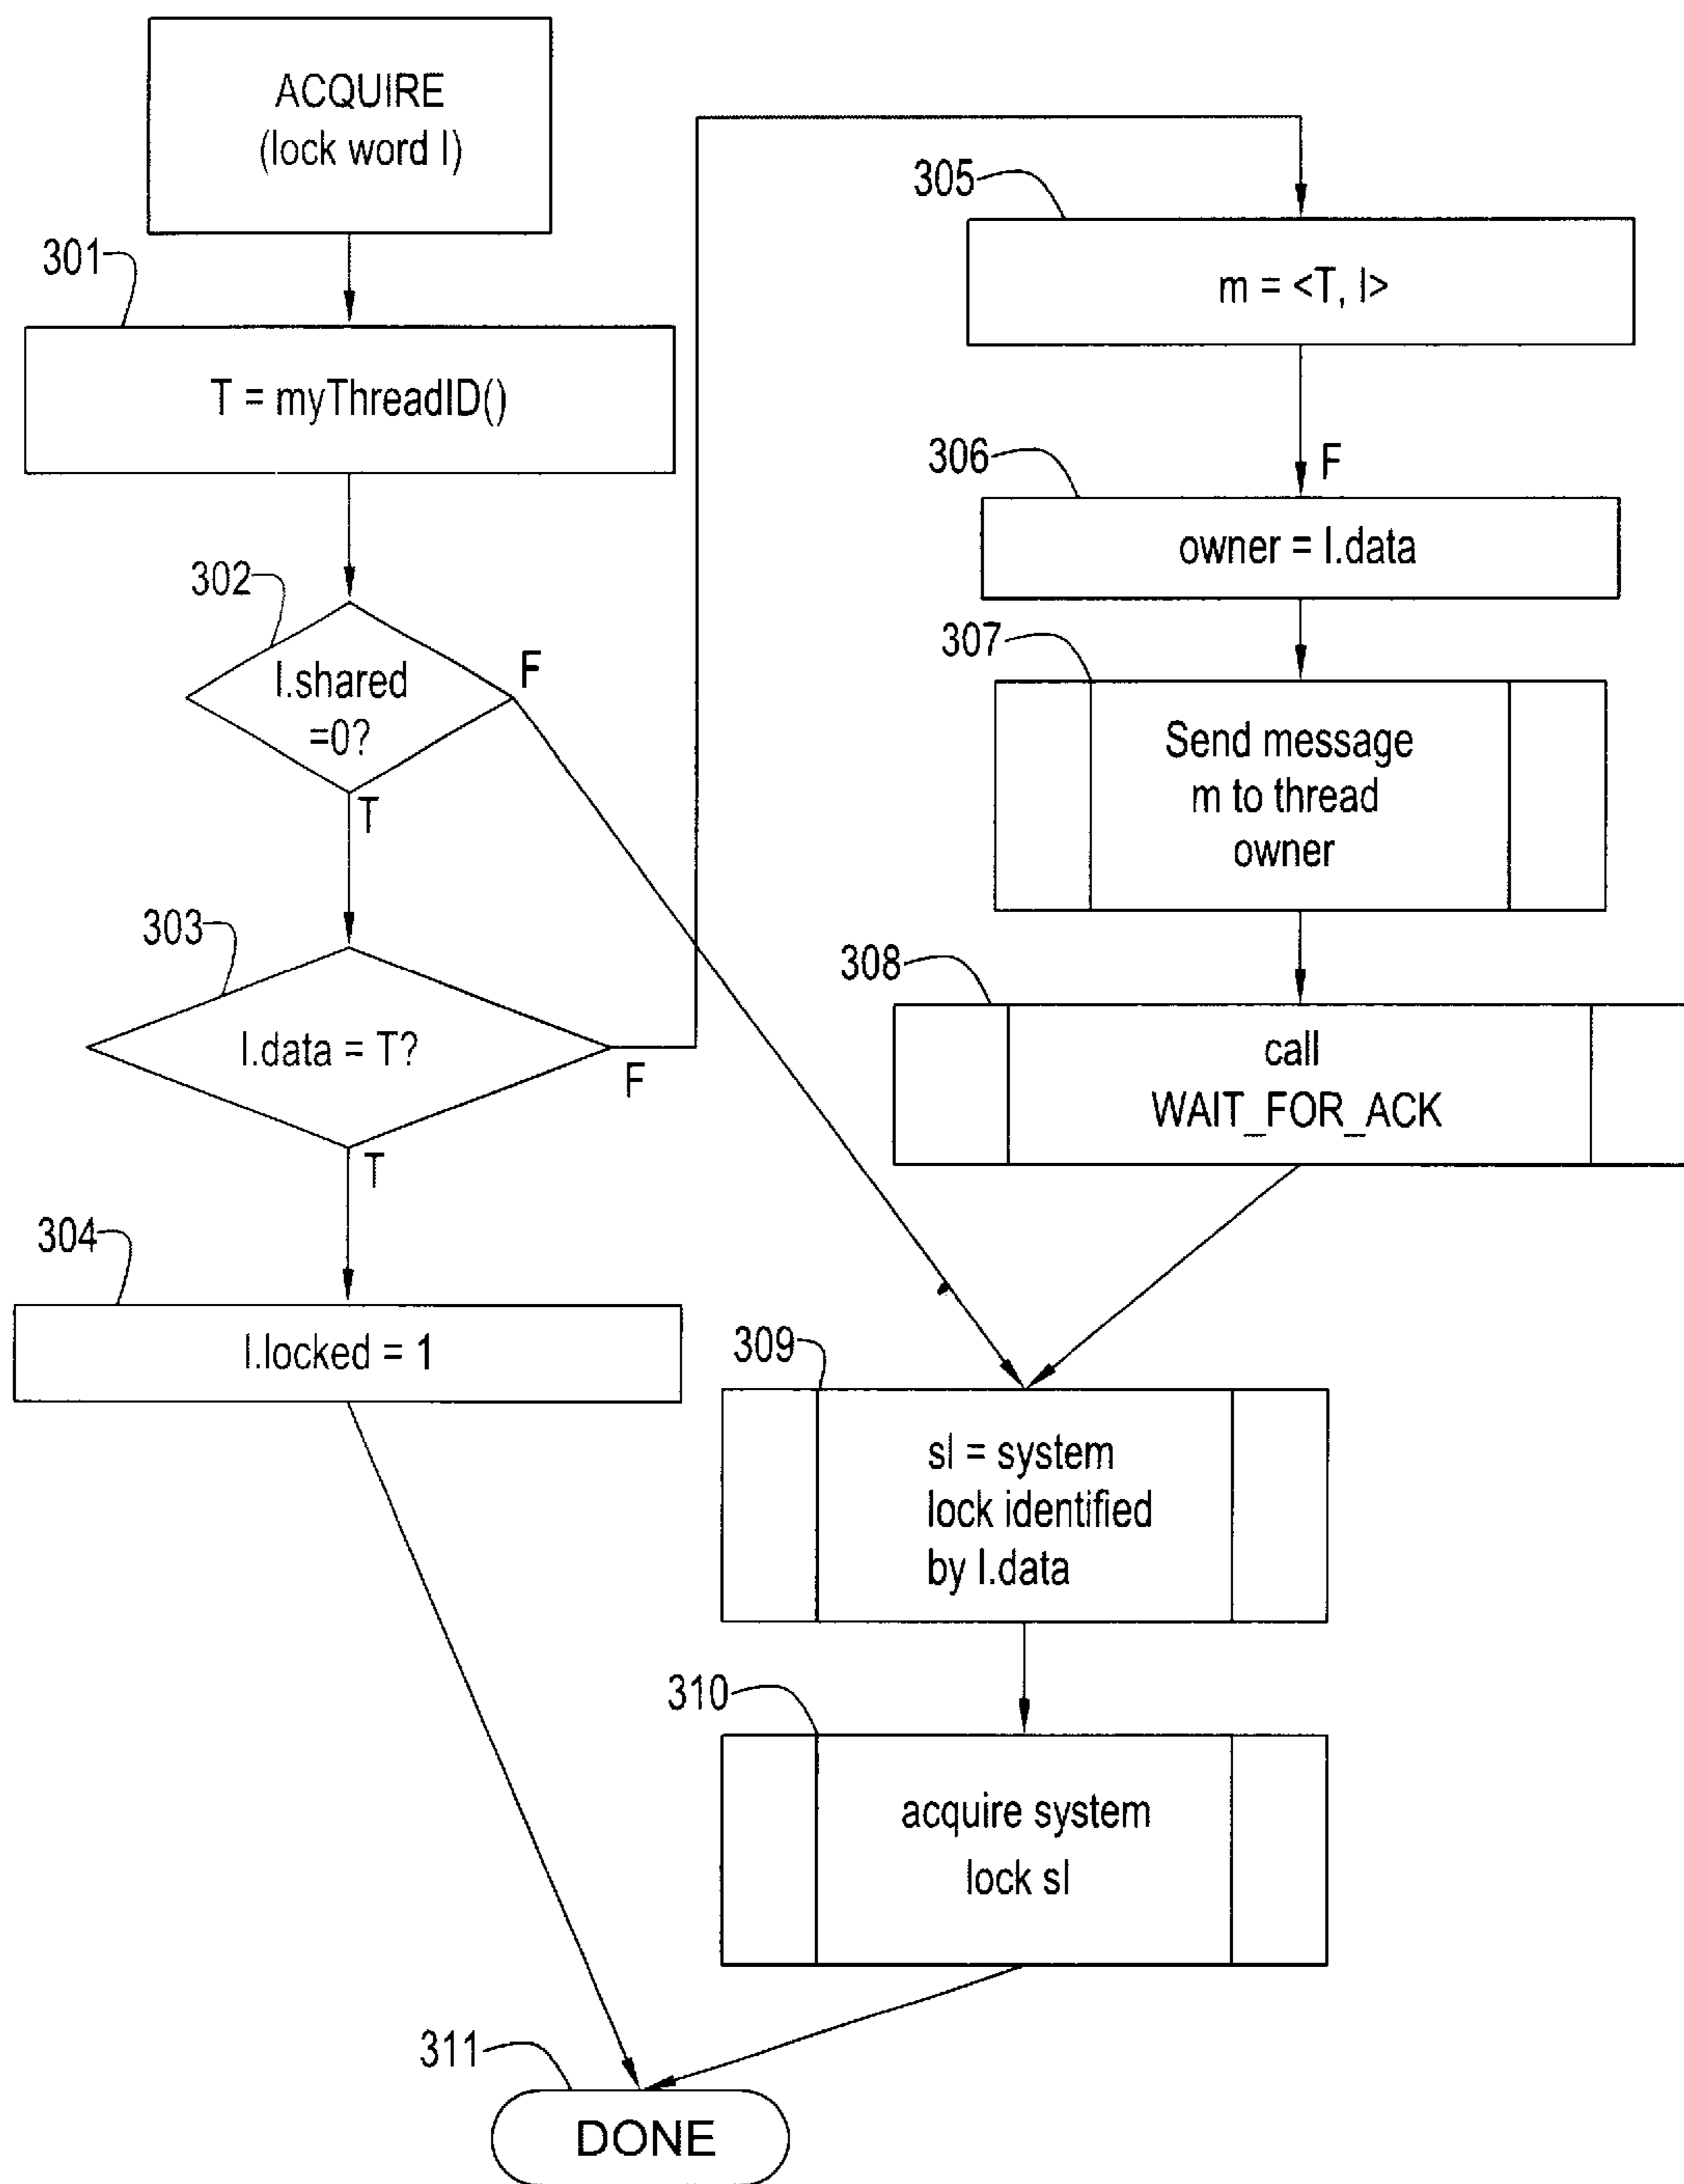 ACQUIRE
(lock word l)
301
T = myThreadID()
302
l.shared
=0?
F
T
303
l.data = T?
F
T
304
l.locked = 1
305
m = <T, l>
F
306
owner = l.data
307
Send message
m to thread
owner
308
call
WAIT_FOR_ACK
309
sl = system
lock identified
by l.data
310
acquire system
lock sl
311
DONE